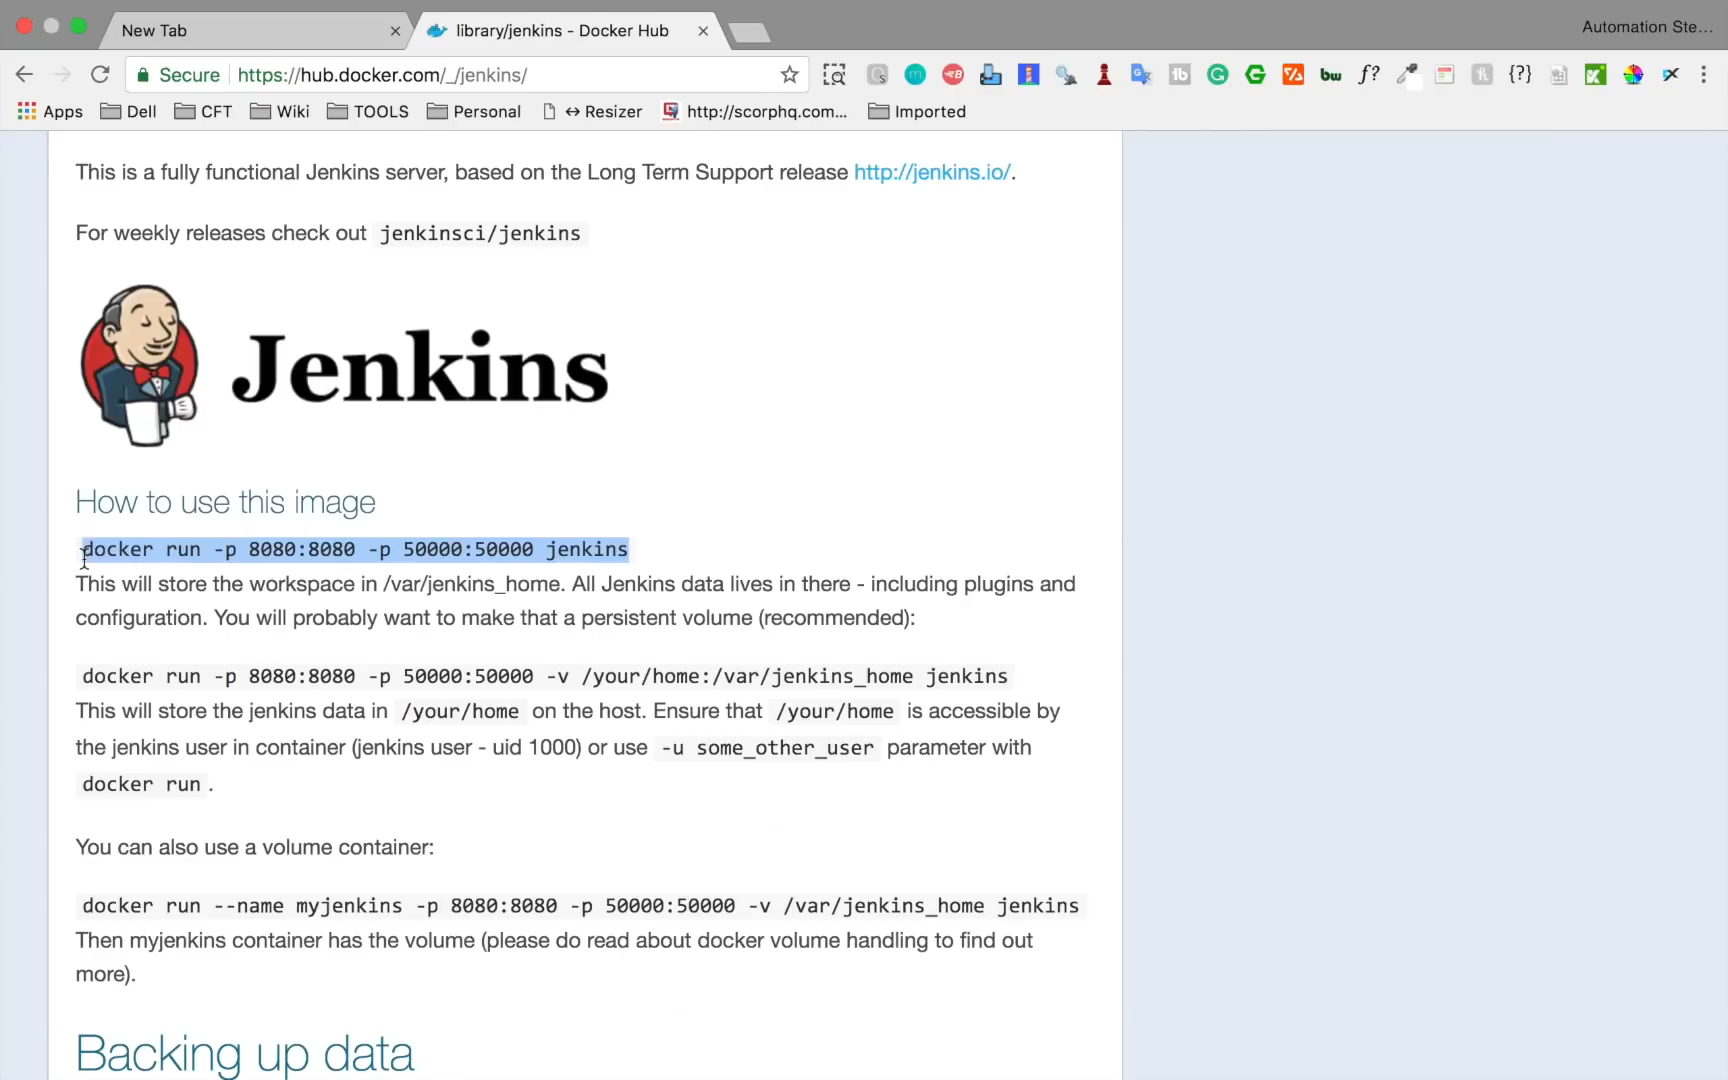 New Tab
library/jenkins - Docker Hub
Automation Ste...
Secure
https://hub.docker.com/_/jenkins/
Apps
Dell
CFT
Wiki
TOOLS
Personal
↔ Resizer
http://scorphq.com...
Imported
This is a fully functional Jenkins server, based on the Long Term Support release http://jenkins.io/.
For weekly releases check out jenkinsci/jenkins
Jenkins
How to use this image
docker run -p 8080:8080 -p 50000:50000 jenkins
This will store the workspace in /var/jenkins_home. All Jenkins data lives in there - including plugins and
configuration. You will probably want to make that a persistent volume (recommended):
docker run -p 8080:8080 -p 50000:50000 -v /your/home:/var/jenkins_home jenkins
This will store the jenkins data in /your/home on the host. Ensure that /your/home is accessible by
the jenkins user in container (jenkins user - uid 1000) or use -u some_other_user parameter with
docker run .
You can also use a volume container:
docker run --name myjenkins -p 8080:8080 -p 50000:50000 -v /var/jenkins_home jenkins
Then myjenkins container has the volume (please do read about docker volume handling to find out
more).
Backing up data